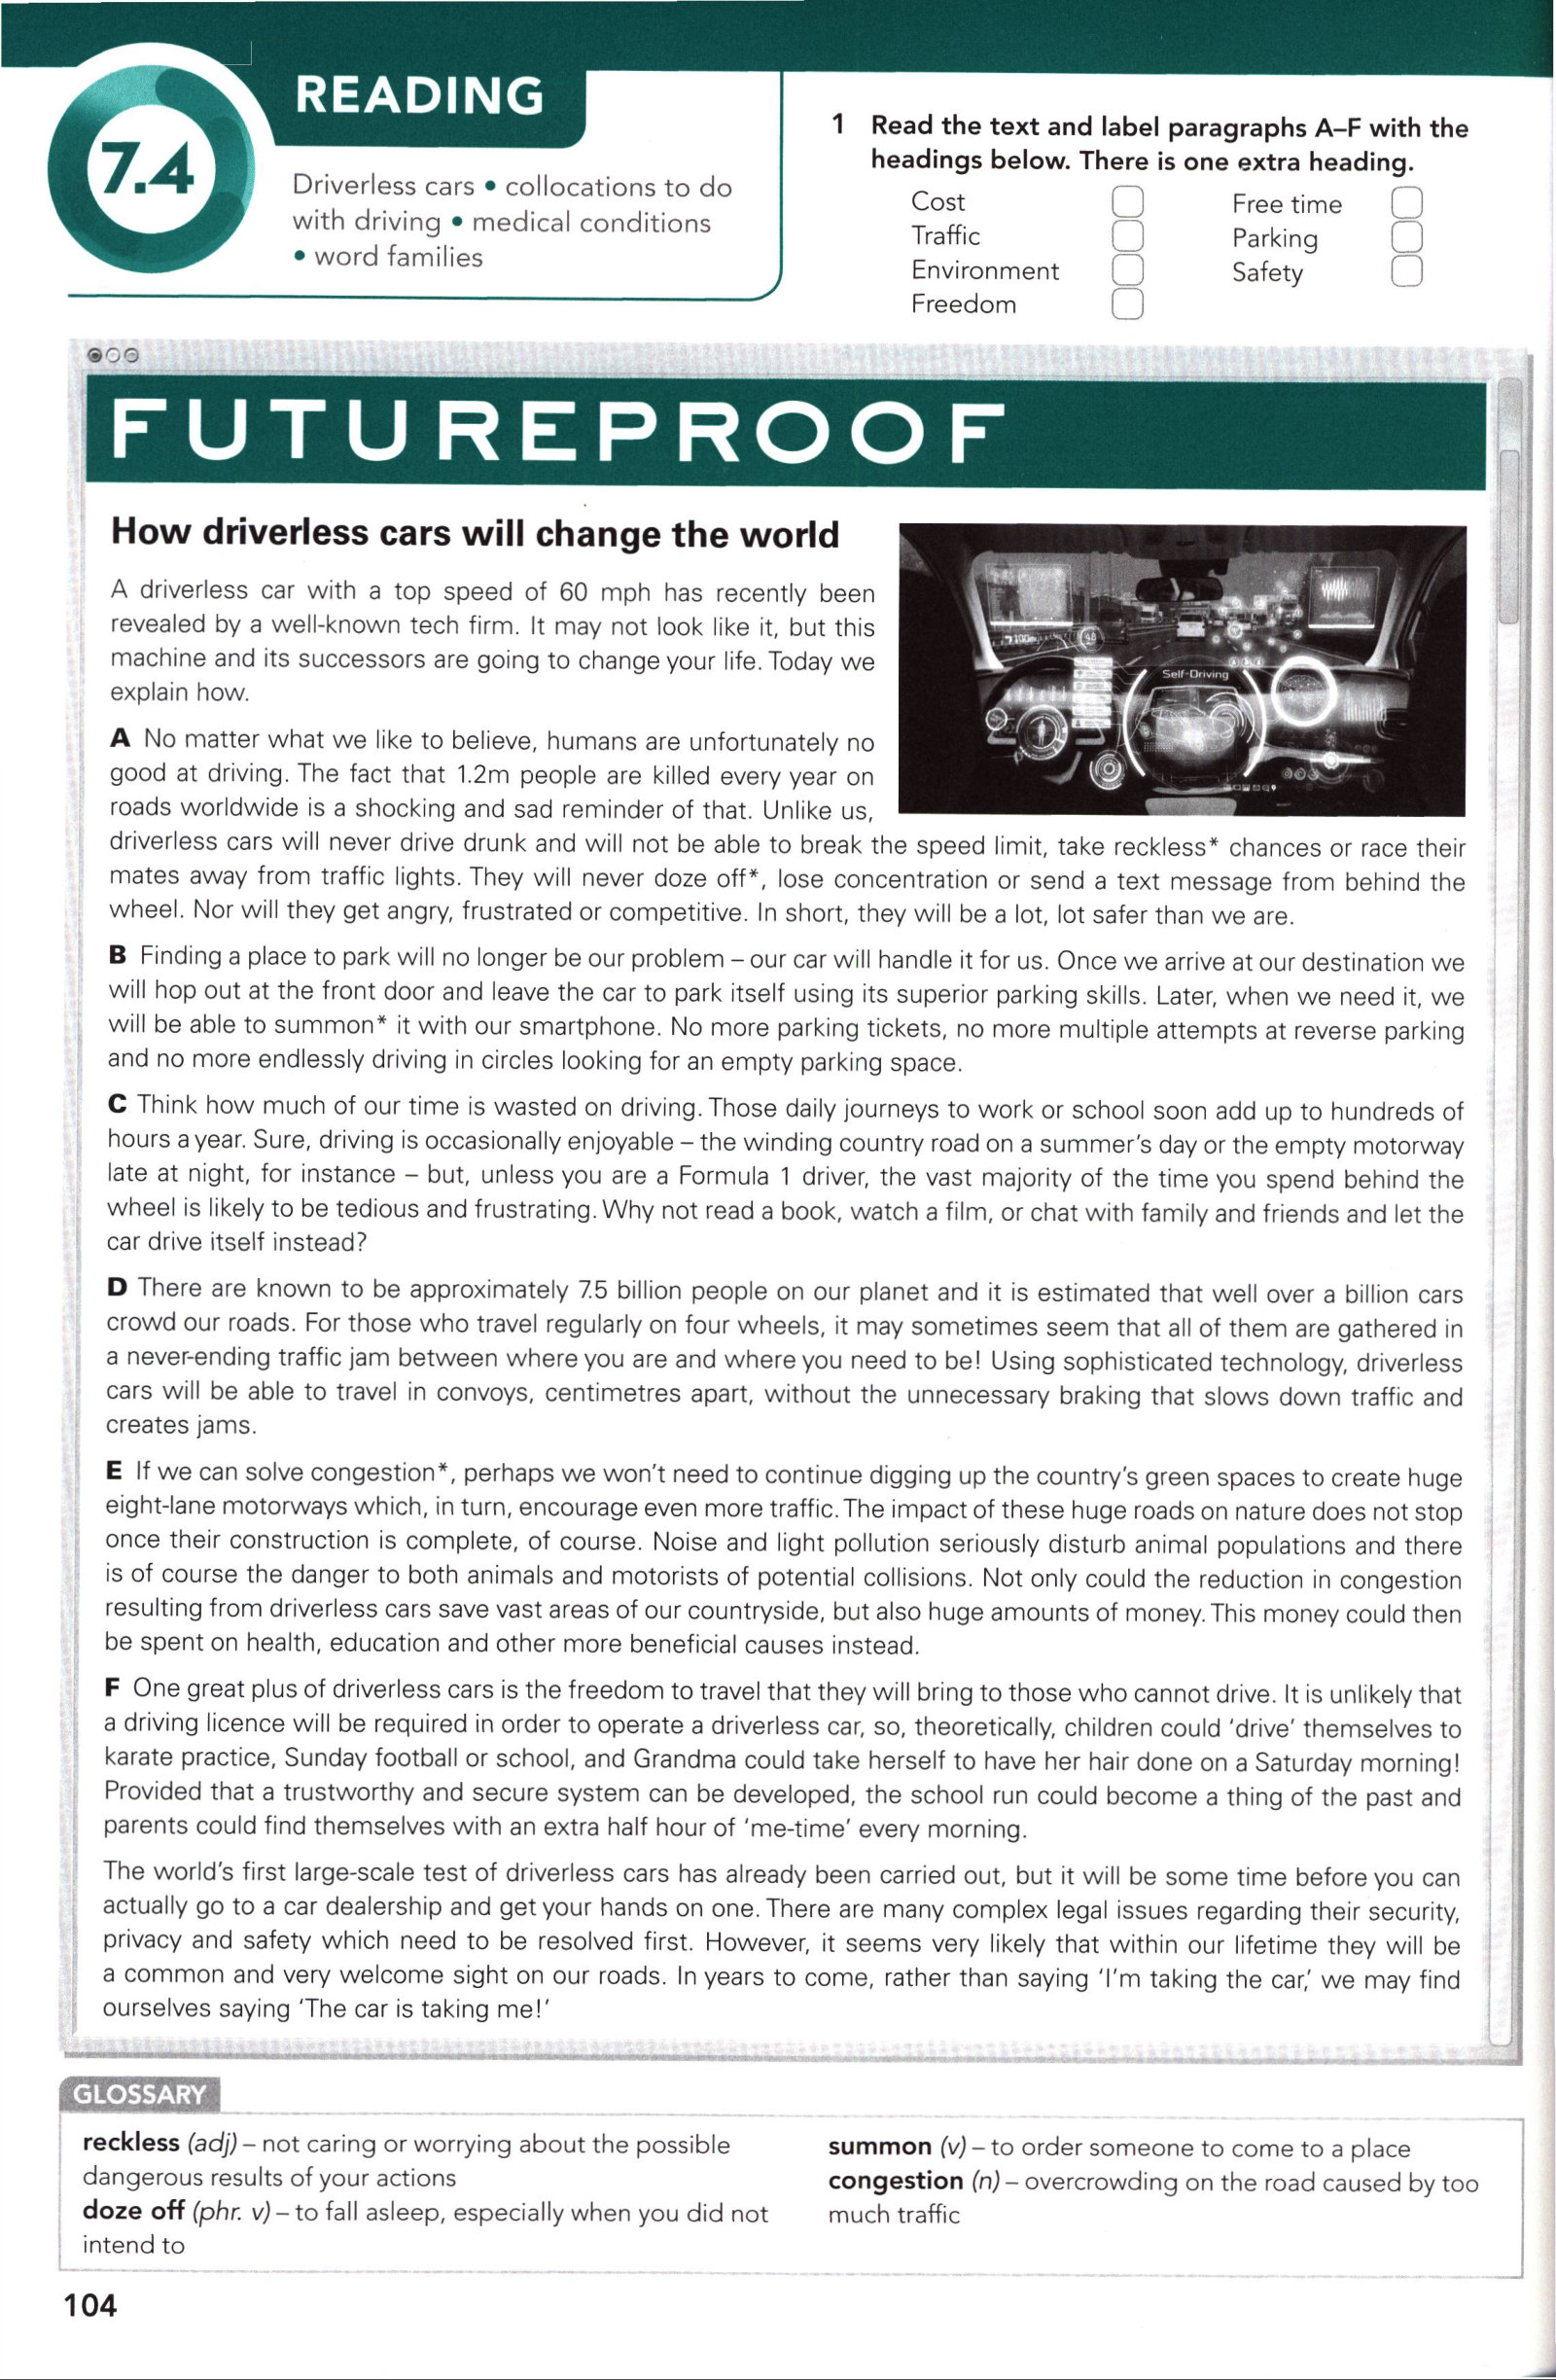 READING
7.4
Driverless cars • collocations to do
with driving • medical conditions
• word families
1 Read the text and label paragraphs A–F with the
headings below. There is one extra heading.
Cost
Traffic
Environment
Freedom
Free time
Parking
Safety
FUTUREPROOF
How driverless cars will change the world
A driverless car with a top speed of 60 mph has recently been
revealed by a well-known tech firm. It may not look like it, but this
machine and its successors are going to change your life. Today we
explain how.
Self-Driving
A No matter what we like to believe, humans are unfortunately no
good at driving. The fact that 1.2m people are killed every year on
roads worldwide is a shocking and sad reminder of that. Unlike us,
driverless cars will never drive drunk and will not be able to break the speed limit, take reckless* chances or race their
mates away from traffic lights. They will never doze off*, lose concentration or send a text message from behind the
wheel. Nor will they get angry, frustrated or competitive. In short, they will be a lot, lot safer than we are.
B Finding a place to park will no longer be our problem – our car will handle it for us. Once we arrive at our destination we
will hop out at the front door and leave the car to park itself using its superior parking skills. Later, when we need it, we
will be able to summon* it with our smartphone. No more parking tickets, no more multiple attempts at reverse parking
and no more endlessly driving in circles looking for an empty parking space.
C Think how much of our time is wasted on driving. Those daily journeys to work or school soon add up to hundreds of
hours a year. Sure, driving is occasionally enjoyable – the winding country road on a summer's day or the empty motorway
late at night, for instance – but, unless you are a Formula 1 driver, the vast majority of the time you spend behind the
wheel is likely to be tedious and frustrating. Why not read a book, watch a film, or chat with family and friends and let the
car drive itself instead?
D There are known to be approximately 7.5 billion people on our planet and it is estimated that well over a billion cars
crowd our roads. For those who travel regularly on four wheels, it may sometimes seem that all of them are gathered in
a never-ending traffic jam between where you are and where you need to be! Using sophisticated technology, driverless
cars will be able to travel in convoys, centimetres apart, without the unnecessary braking that slows down traffic and
creates jams.
E If we can solve congestion*, perhaps we won't need to continue digging up the country's green spaces to create huge
eight-lane motorways which, in turn, encourage even more traffic. The impact of these huge roads on nature does not stop
once their construction is complete, of course. Noise and light pollution seriously disturb animal populations and there
is of course the danger to both animals and motorists of potential collisions. Not only could the reduction in congestion
resulting from driverless cars save vast areas of our countryside, but also huge amounts of money. This money could then
be spent on health, education and other more beneficial causes instead.
F One great plus of driverless cars is the freedom to travel that they will bring to those who cannot drive. It is unlikely that
a driving licence will be required in order to operate a driverless car, so, theoretically, children could 'drive' themselves to
karate practice, Sunday football or school, and Grandma could take herself to have her hair done on a Saturday morning!
Provided that a trustworthy and secure system can be developed, the school run could become a thing of the past and
parents could find themselves with an extra half hour of 'me-time' every morning.
The world's first large-scale test of driverless cars has already been carried out, but it will be some time before you can
actually go to a car dealership and get your hands on one. There are many complex legal issues regarding their security,
privacy and safety which need to be resolved first. However, it seems very likely that within our lifetime they will be
a common and very welcome sight on our roads. In years to come, rather than saying 'I'm taking the car,' we may find
ourselves saying 'The car is taking me!'
GLOSSARY
reckless (adj) – not caring or worrying about the possible
dangerous results of your actions
doze off (phr. v) – to fall asleep, especially when you did not
intend to
summon (v) – to order someone to come to a place
congestion (n) – overcrowding on the road caused by too
much traffic
104